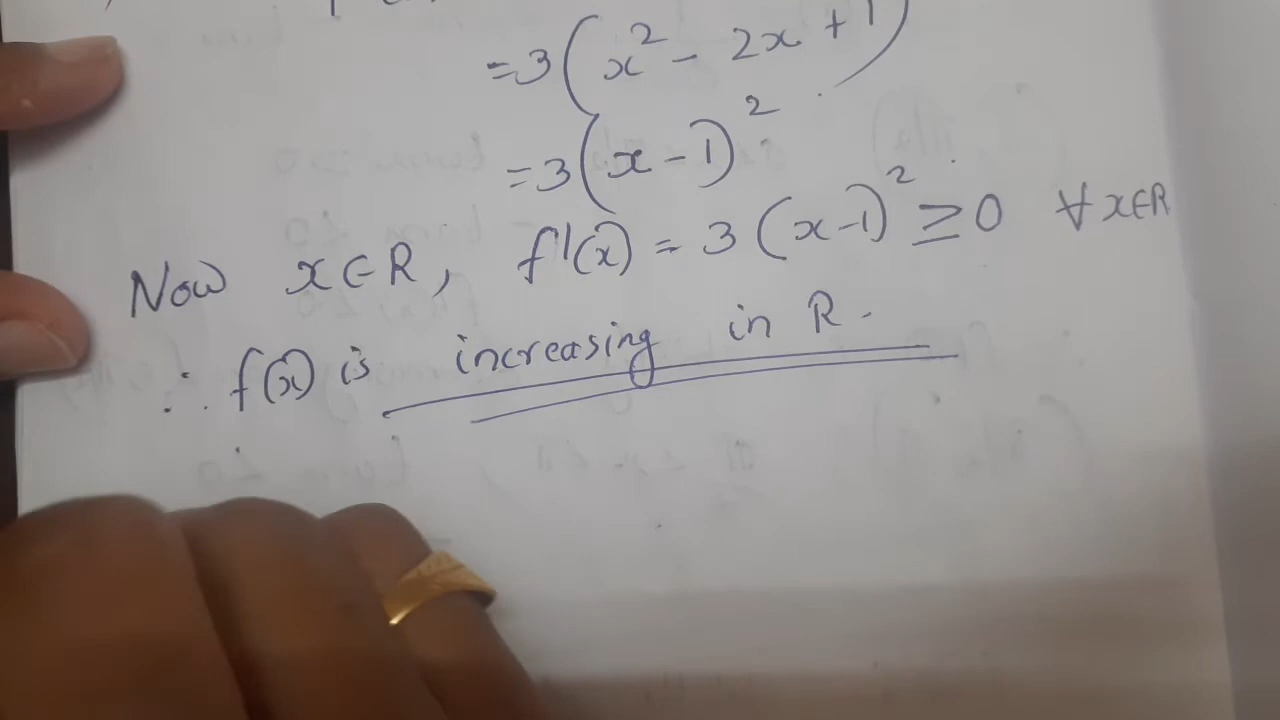 =3(x² - 2x + 1)
=3(x-1)²
Now x∈R, f'(x) = 3(x-1)² ≥0 ∀x∈R
∴ f(x) is increasing in R.